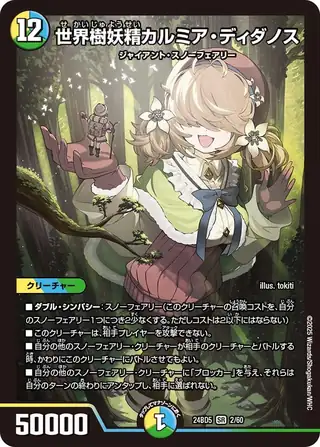 12
せかいじゅようせい
世界樹妖精カルミア・ディダノス
ジャイアント・スノーフェアリー
illus. tokiti
クリーチャー
■ダブル・シンパシー：スノーフェアリー（このクリーチャーの召喚コストを、自分
のスノーフェアリー1つにつき2少なくする。ただしコストは2以下にはならない）
■このクリーチャーは、相手プレイヤーを攻撃できない。
■自分の他のスノーフェアリー・クリーチャーが相手クリーチャーとバトルする
時、かわりにこのクリーチャーにバトルさせてもよい。
■自分の他のスノーフェアリー・クリーチャーに「ブロッカー」を与え、それらは
自分のターンの終わりにアンタップし、相手に選ばれない。
50000
1
24BD5 SR 2/60